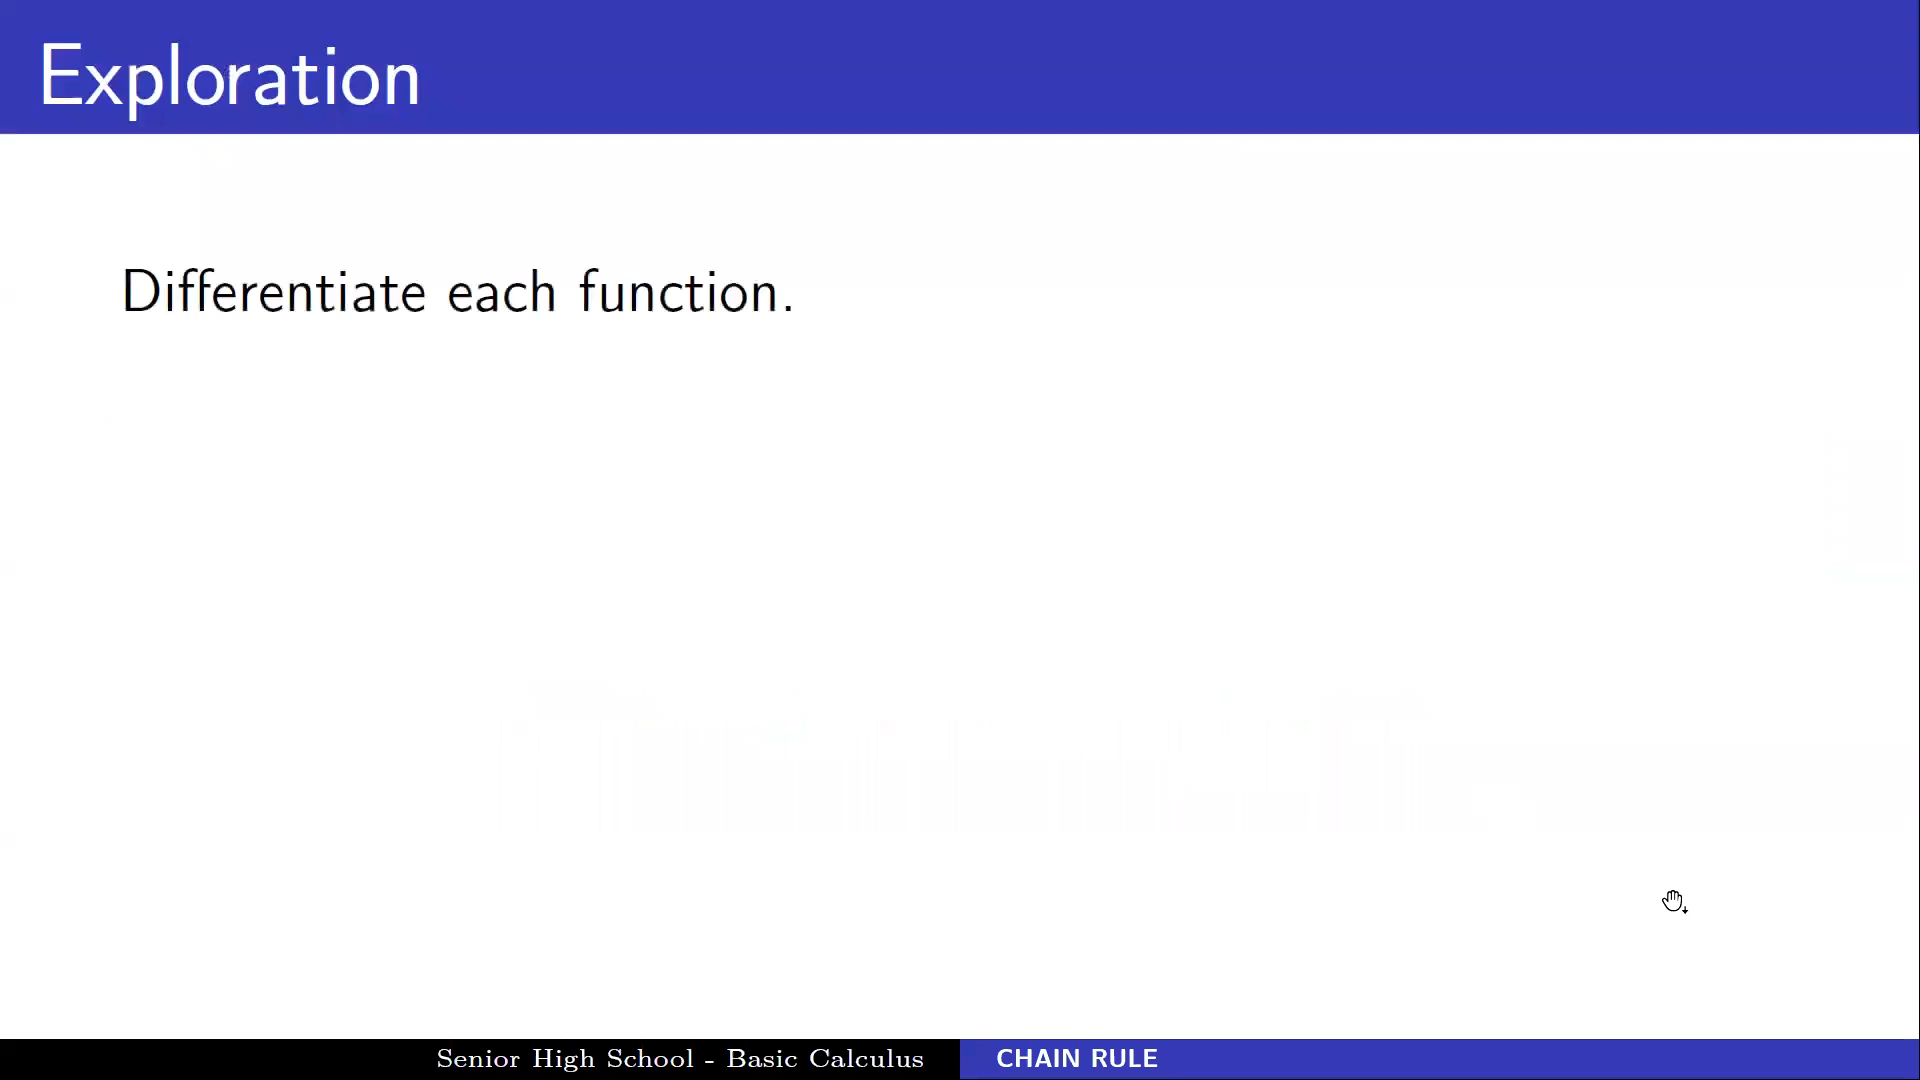 Exploration
Differentiate each function.
Senior High School - Basic Calculus
CHAIN RULE